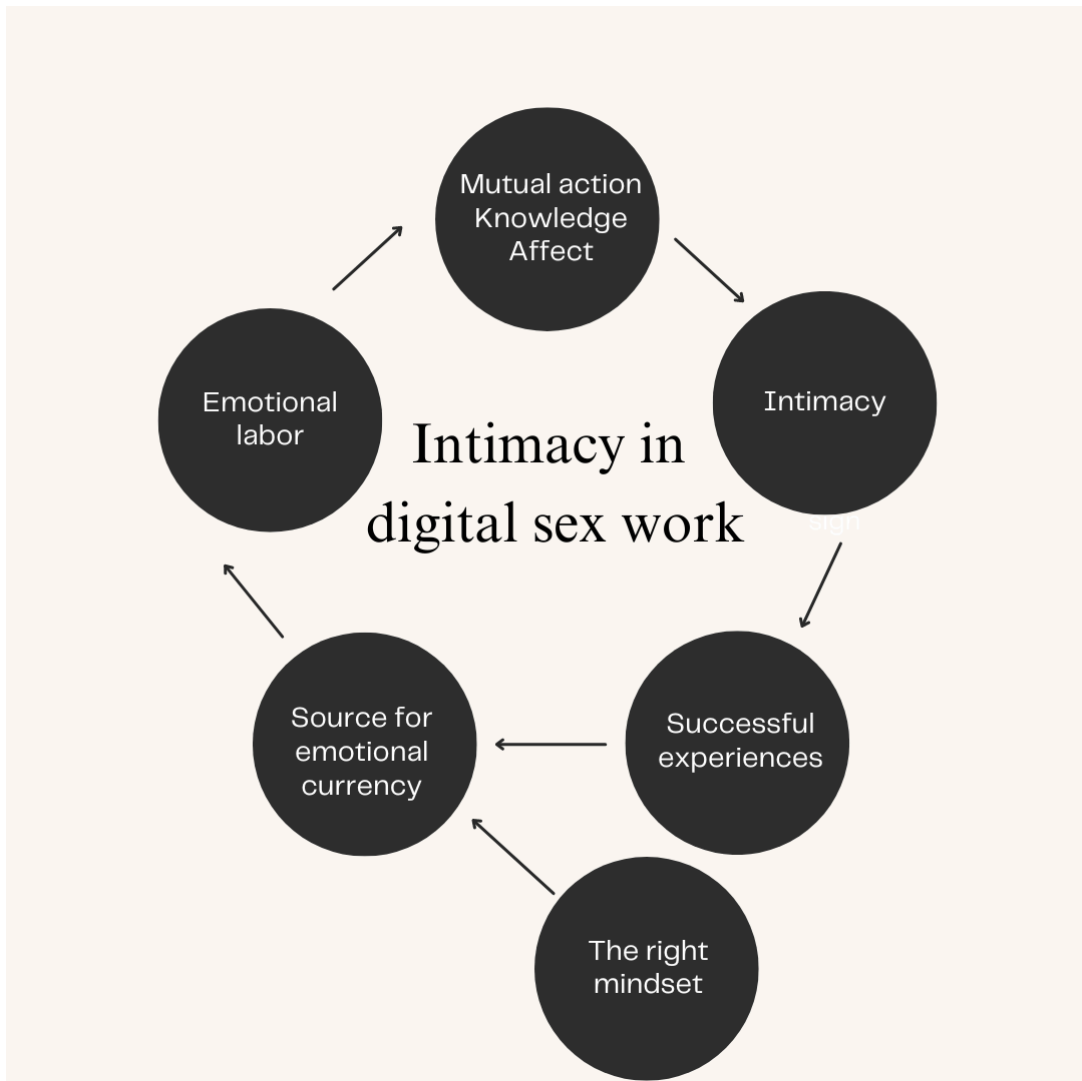 Mutual action
Knowledge
Affect
Intimacy
sign
Successful
experiences
The right
mindset
Source for
emotional
currency
Emotional
labor
Intimacy in
digital sex work